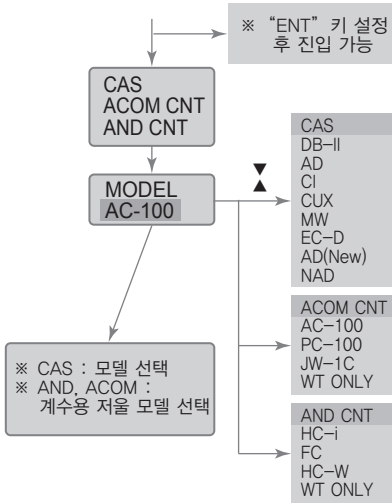 ※ “ENT” 키 설정
후 진입 가능
CAS
ACOM CNT
AND CNT
MODEL
AC-100
▼
▲
CAS
DB-II
AD
CI
CUX
MW
EC-D
AD(New)
NAD
ACOM CNT
AC-100
PC-100
JW-1C
WT ONLY
AND CNT
HC-i
FC
HC-W
WT ONLY
※ CAS : 모델 선택
※ AND, ACOM :
계수용 저울 모델 선택